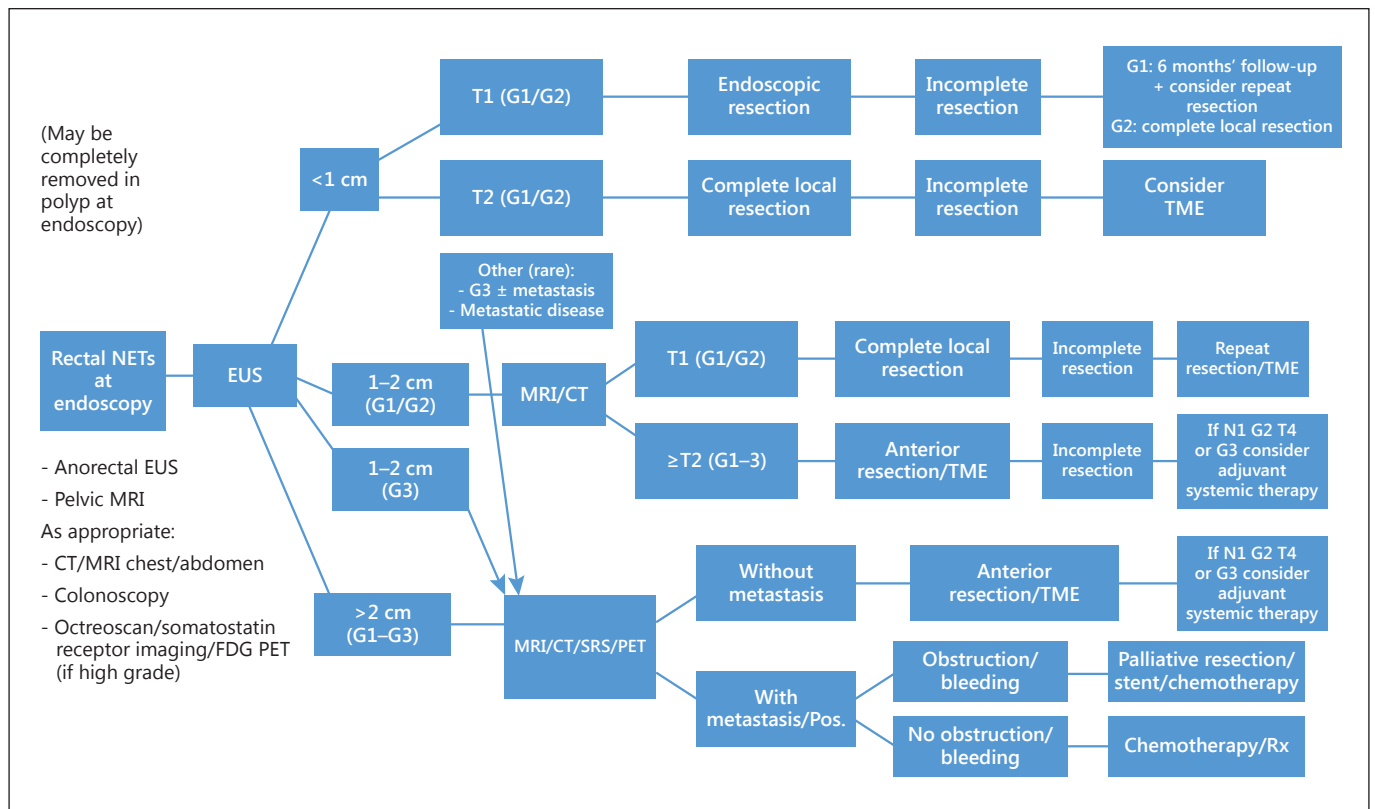 (May be
completely
removed in
polyp at
endoscopy)
<1 cm
T1 (G1/G2)
Endoscopic
resection
Incomplete
resection
G1: 6 months’ follow-up
+ consider repeat
resection
G2: complete local resection
T2 (G1/G2)
Complete local
resection
Incomplete
resection
Consider
TME
Other (rare):
- G3 ± metastasis
- Metastatic disease
Rectal NETs
at
endoscopy
EUS
1–2 cm
(G1/G2)
MRI/CT
T1 (G1/G2)
Complete local
resection
Incomplete
resection
Repeat
resection/TME
≥T2 (G1–3)
Anterior
resection/TME
Incomplete
resection
If N1 G2 T4
or G3 consider
adjuvant
systemic therapy
1–2 cm
(G3)
- Anorectal EUS
- Pelvic MRI
As appropriate:
- CT/MRI chest/abdomen
- Colonoscopy
- Octreoscan/somatostatin
receptor imaging/FDG PET
(if high grade)
>2 cm
(G1–G3)
MRI/CT/SRS/PET
Without
metastasis
Anterior
resection/TME
If N1 G2 T4
or G3 consider
adjuvant
systemic therapy
With
metastasis/Pos.
Obstruction/
bleeding
Palliative resection/
stent/chemotherapy
No obstruction/
bleeding
Chemotherapy/Rx